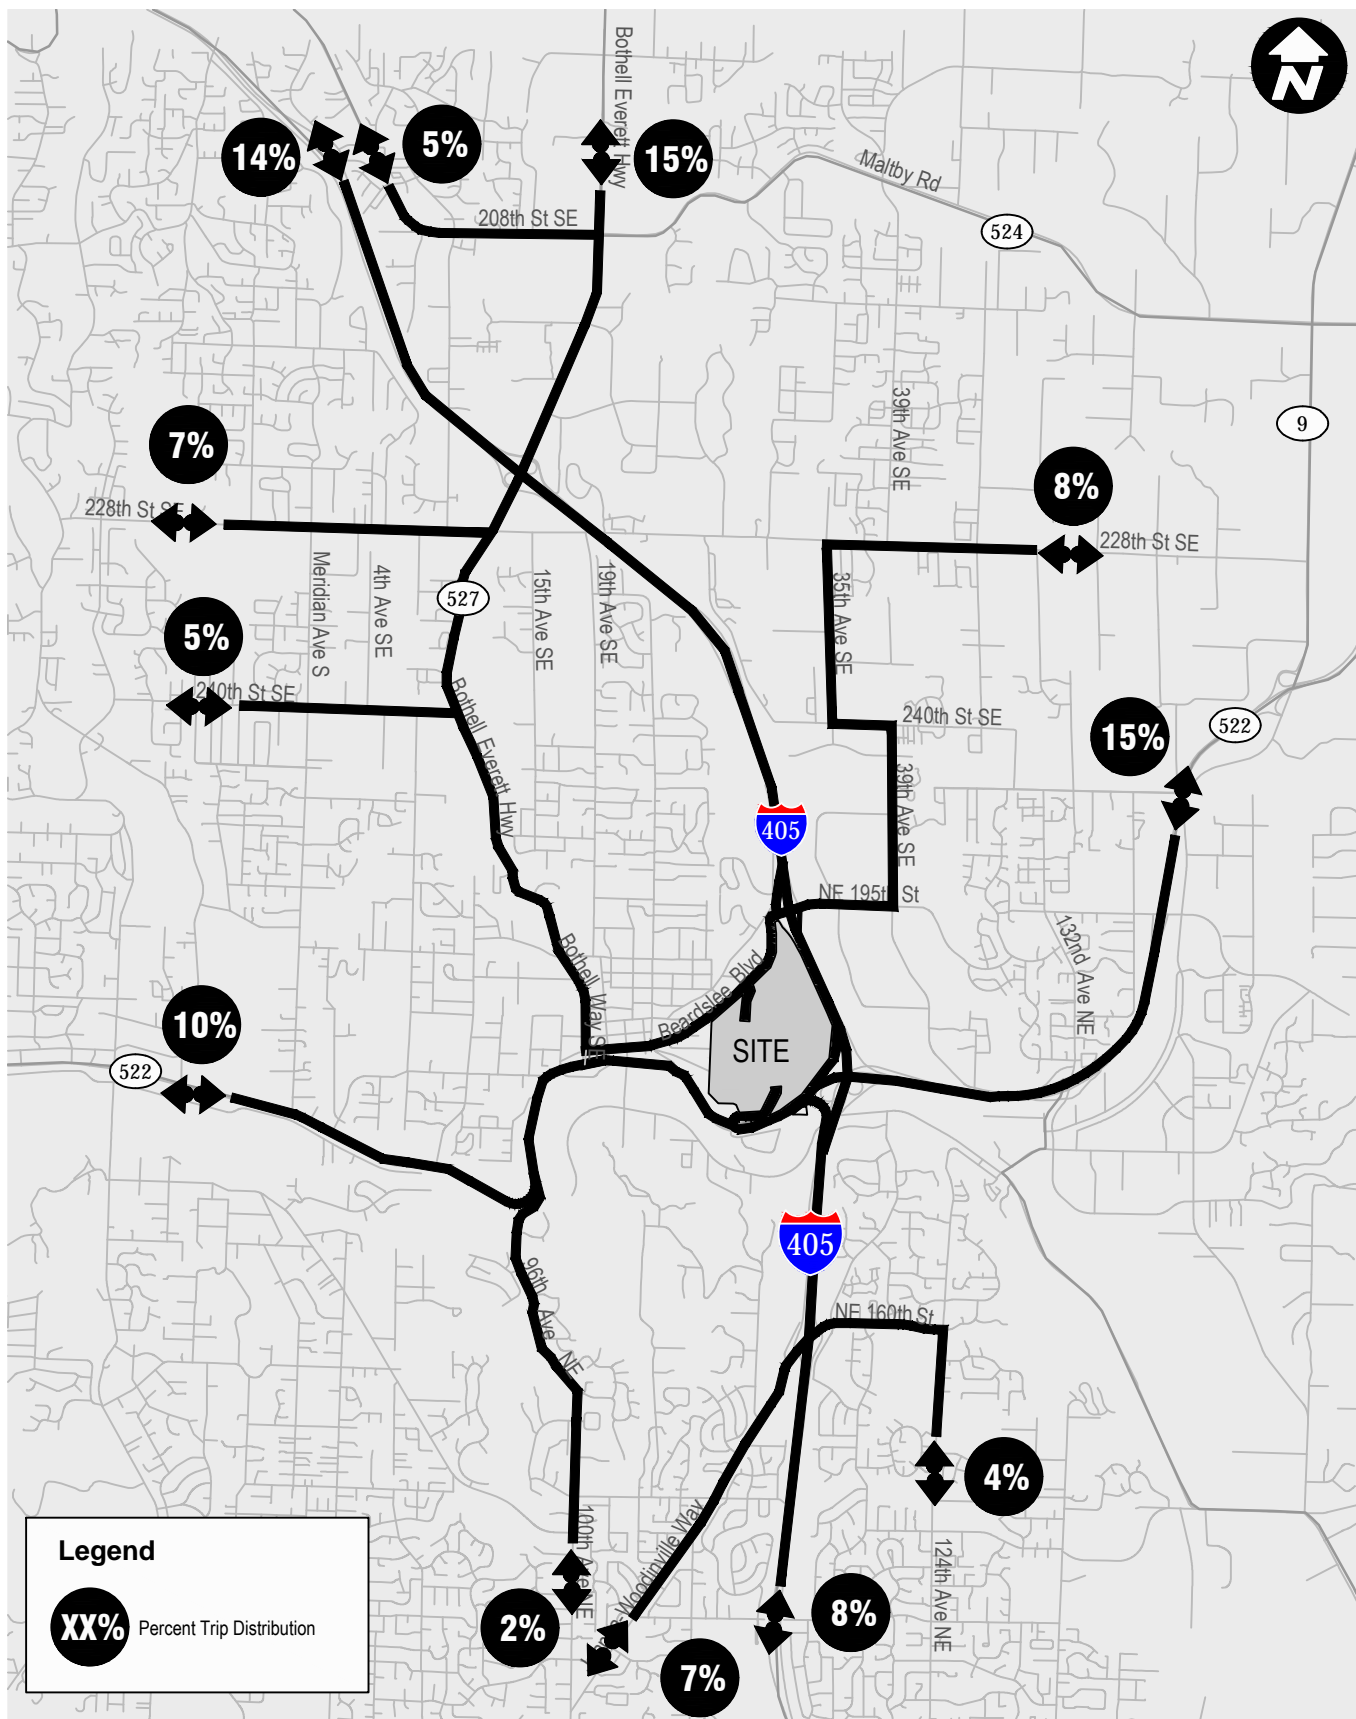 N
Bothell Everett Hwy
14%
5%
15%
Maltby Rd
208th St SE
524
39th Ave SE
9
7%
8%
228th St SE
228th St SE
Meridian Ave S
4th Ave SE
527
15th Ave SE
19th Ave SE
35th Ave SE
5%
240th St SE
Bothell Everett Hwy
240th St SE
15%
522
39th Ave SE
405
NE 195th St
132nd Ave NE
Bothell Way SE
Beardslee Blvd
10%
SITE
522
405
96th Ave NE
NE 160th St
4%
100th Ave NE
-Woodinville Way
124th Ave NE
2%
8%
7%
Legend
XX% Percent Trip Distribution